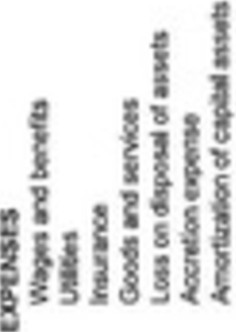 EXPENSES
Wages and benefits
Utilities
Insurance
Goods and services
Loss on disposal of assets
Accretion expense
Amortization of capital assets